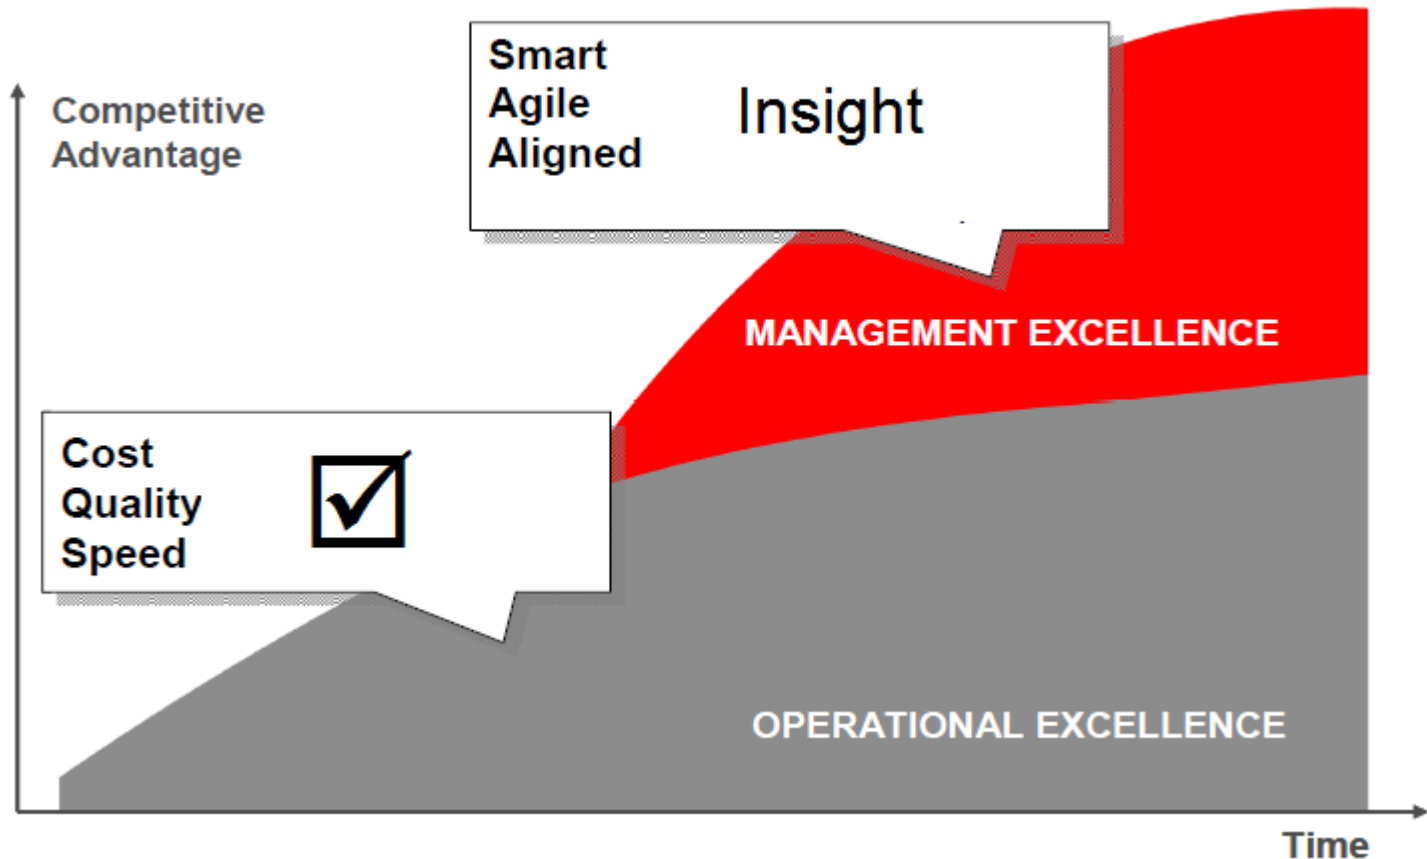 Competitive
Advantage
Smart
Agile
Aligned
Insight
MANAGEMENT EXCELLENCE
Cost
Quality
Speed
OPERATIONAL EXCELLENCE
Time